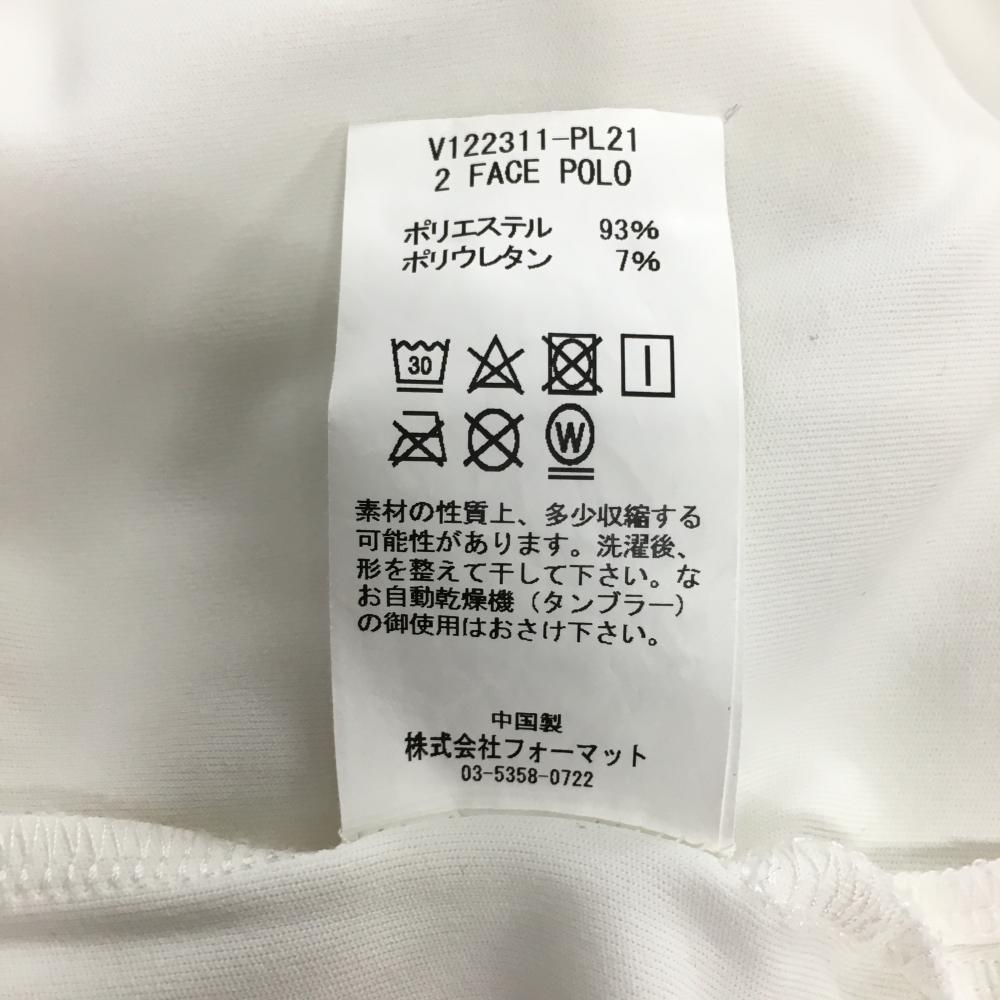 V122311-PL21
2 FACE POLO
ポリエステル 93%
ポリウレタン 7%
30
W
素材の性質上、多少収縮する
可能性があります。洗濯後、
形を整えて干して下さい。な
お自動乾燥機（タンブラー）
の御使用はおさけ下さい。
中国製
株式会社フォーマット
03-5358-0722